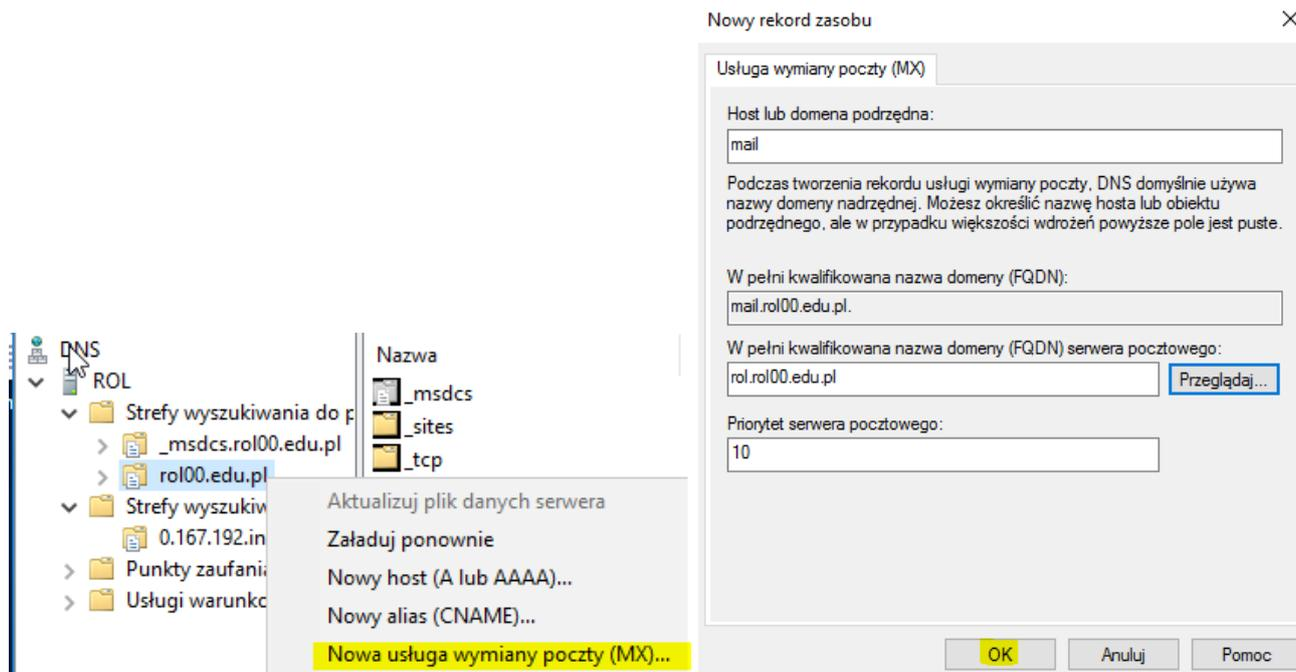 DNS
ROL
Strefy wyszukiwania do p
_msdcs.rol00.edu.pl
rol00.edu.pl
Strefy wyszukiw
0.167.192.in
Punkty zaufani
Usługi warunko
Nazwa
_msdcs
_sites
_tcp
Aktualizuj plik danych serwera
Załaduj ponownie
Nowy host (A lub AAAA)...
Nowy alias (CNAME)...
Nowa usługa wymiany poczty (MX)...
Nowy rekord zasobu
Usługa wymiany poczty (MX)
Host lub domena podrzędna:
mail
Podczas tworzenia rekordu usługi wymiany poczty, DNS domyślnie używa
nazwy domeny nadrzędnej. Możesz określić nazwę hosta lub obiektu
podrzędnego, ale w przypadku większości wdrożeń powyższe pole jest puste.
W pełni kwalifikowana nazwa domeny (FQDN):
mail.rol00.edu.pl.
W pełni kwalifikowana nazwa domeny (FQDN) serwera pocztowego:
rol.rol00.edu.pl
Przeglądaj...
Priorytet serwera pocztowego:
10
OK
Anuluj
Pomoc